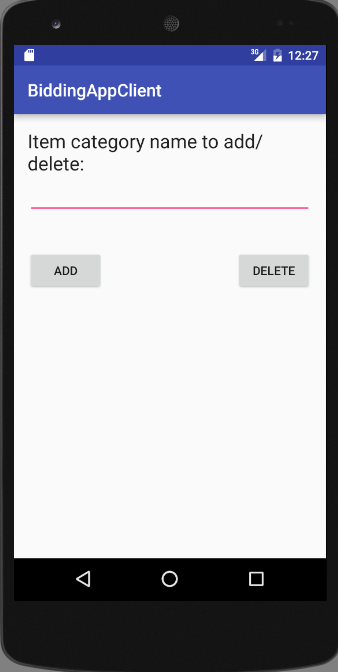 3G 12:27
BiddingAppClient
Item category name to add/
delete:
ADD DELETE